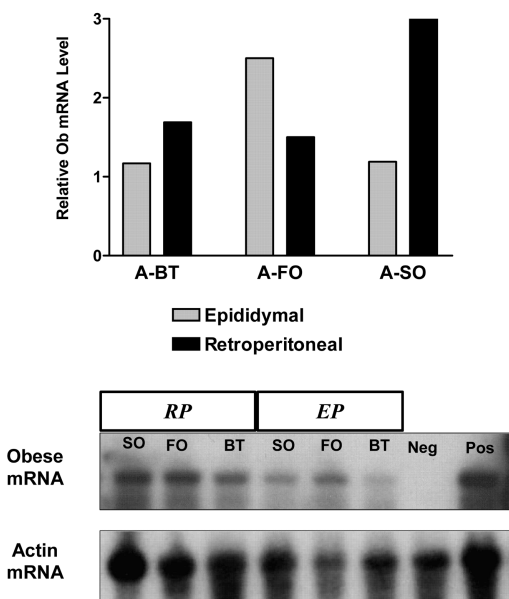 3
2
1
0
Relative Ob mRNA Level
A-BT A-FO A-SO
Epididymal
Retroperitoneal
RP EP
SO FO BT SO FO BT Neg Pos
Obese
mRNA
Actin
mRNA